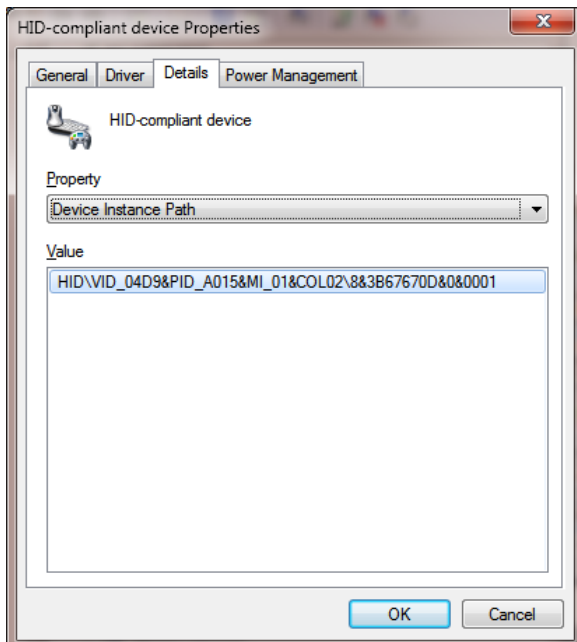 HID-compliant device Properties
General Driver Details Power Management
HID-compliant device
Property
Device Instance Path
Value
HID\VID_04D9&PID_A015&MI_01&COL02\8&3B67670D&0&0001
OK Cancel